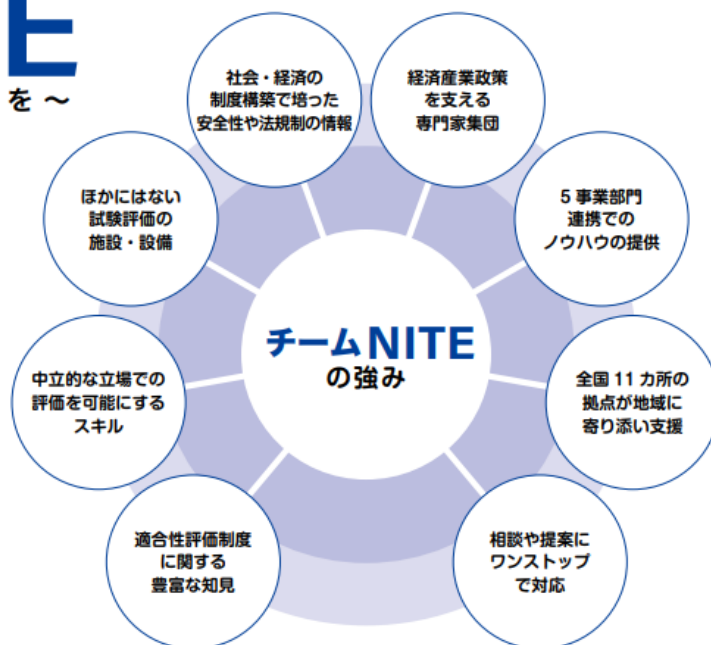 E
を ～
社会・経済の
制度構築で培った
安全性や法規制の情報
経済産業政策
を支える
専門家集団
ほかにはない
試験評価の
施設・設備
5 事業部門
連携での
ノウハウの提供
チームNITE
の強み
中立的な立場での
評価を可能にする
スキル
全国 11 カ所の
拠点が地域に
寄り添い支援
適合性評価制度
に関する
豊富な知見
相談や提案に
ワンストップ
で対応